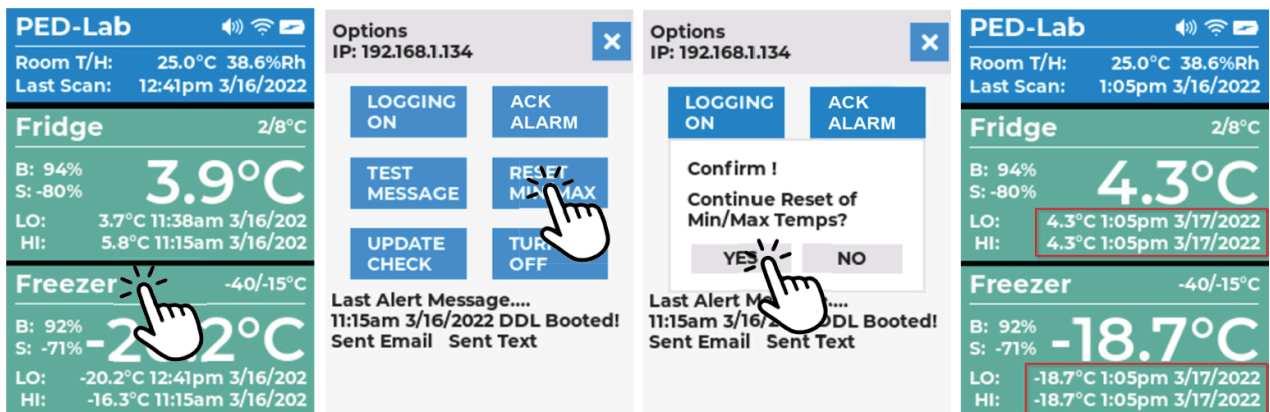 PED-Lab
Room T/H: 25.0°C 38.6%Rh
Last Scan: 12:41pm 3/16/2022
Fridge 2/8°C
B: 94%
S: -80%
3.9°C
LO: 3.7°C 11:38am 3/16/202
HI: 5.8°C 11:15am 3/16/202
Freezer -40/-15°C
B: 92%
S: -71%
LO: -20.2°C 12:41pm 3/16/202
HI: -16.3°C 11:15am 3/16/202
Options
IP: 192.168.1.134
LOGGING
ON
ACK
ALARM
TEST
MESSAGE
RESET
UPDATE
CHECK
OFF
Last Alert Message....
11:15am 3/16/2022 DDL Booted!
Sent Email Sent Text
Options
IP: 192.168.1.134
LOGGING
ON
ACK
ALARM
Confirm !
Continue Reset of
Min/Max Temps?
YES
NO
Last Alert
11:15am DDL Booted!
Sent Email Sent Text
PED-Lab
Room T/H: 25.0°C 38.6%Rh
Last Scan: 1:05pm 3/16/2022
Fridge 2/8°C
B: 94%
S: -80%
4.3°C
LO: 4.3°C 1:05pm 3/17/2022
HI: 4.3°C 1:05pm 3/17/2022
Freezer -40/-15°C
B: 92%
S: -71%
-18.7°C
LO: -18.7°C 1:05pm 3/17/2022
HI: -18.7°C 1:05pm 3/17/2022